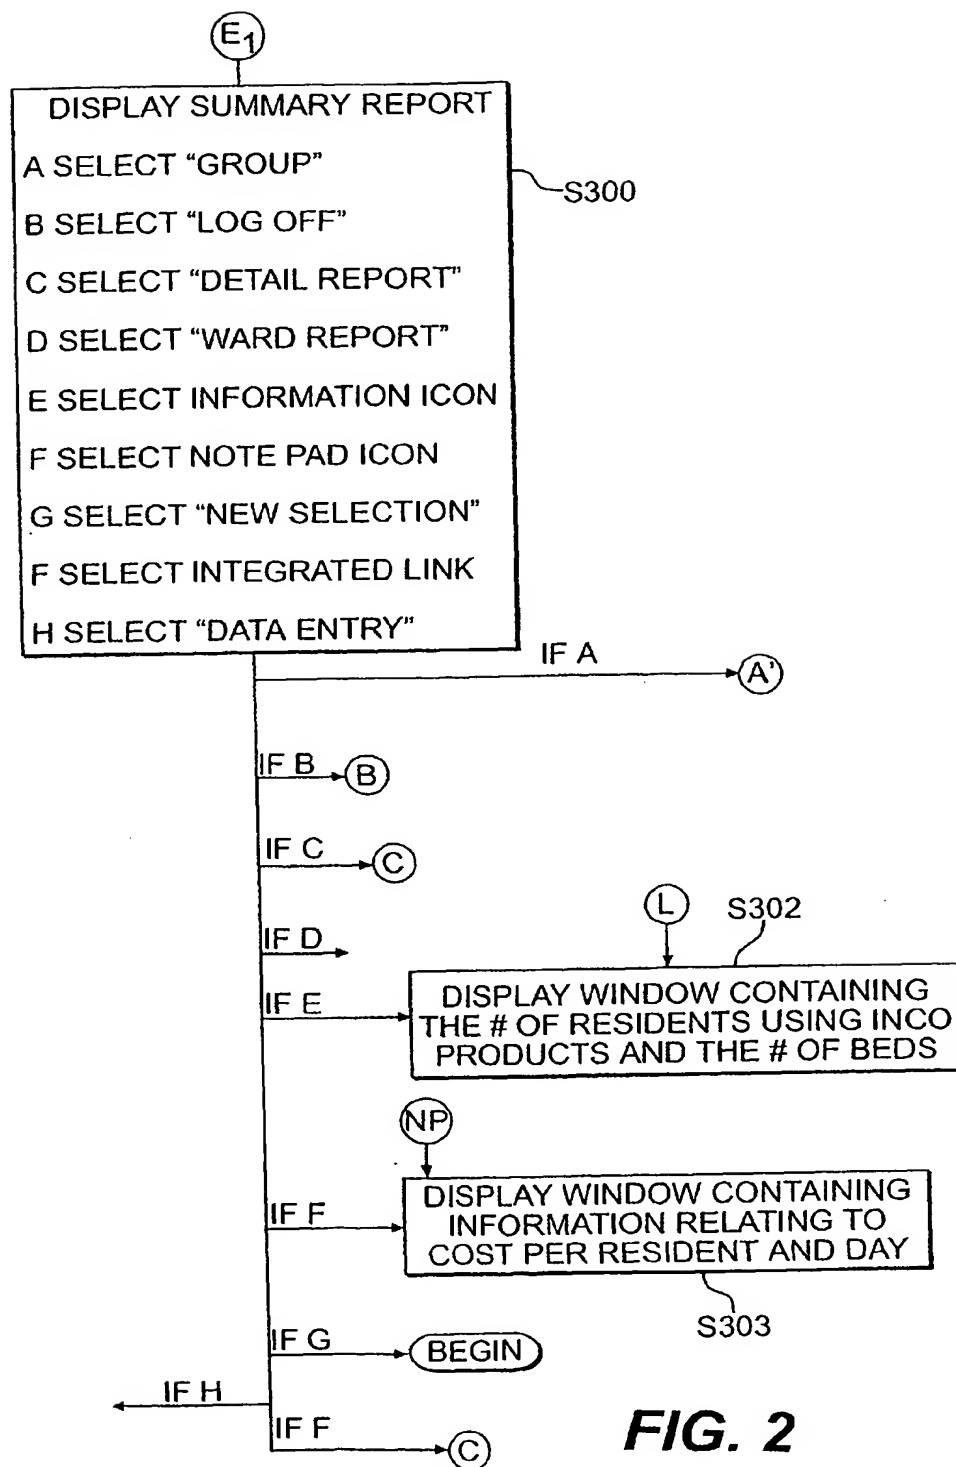 E1
DISPLAY SUMMARY REPORT
A SELECT “GROUP”
S300
B SELECT “LOG OFF”
C SELECT “DETAIL REPORT”
D SELECT “WARD REPORT”
E SELECT INFORMATION ICON
F SELECT NOTE PAD ICON
G SELECT “NEW SELECTION”
F SELECT INTEGRATED LINK
H SELECT “DATA ENTRY”
IF A
A'
IF B
B
IF C
C
L
S302
IF D
IF E
DISPLAY WINDOW CONTAINING
THE # OF RESIDENTS USING INCO
PRODUCTS AND THE # OF BEDS
NP
IF F
DISPLAY WINDOW CONTAINING
INFORMATION RELATING TO
COST PER RESIDENT AND DAY
S303
IF G
BEGIN
IF H
IF F
C
FIG. 2